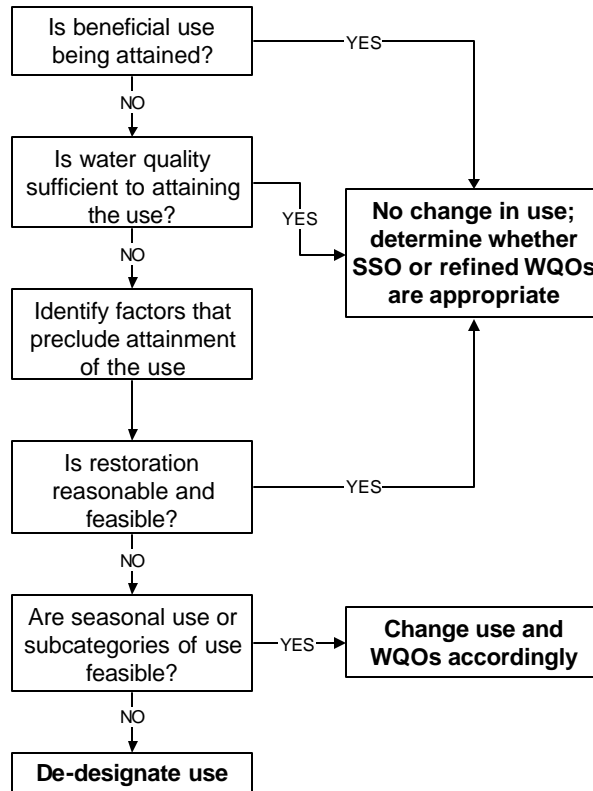 Is beneficial use
being attained?
YES
NO
Is water quality
sufficient to attaining
the use?
YES
No change in use;
determine whether
SSO or refined WQOs
are appropriate
NO
Identify factors that
preclude attainment
of the use
Is restoration
reasonable and
feasible?
YES
NO
Are seasonal use or
subcategories of use
feasible?
YES
Change use and
WQOs accordingly
NO
De-designate use